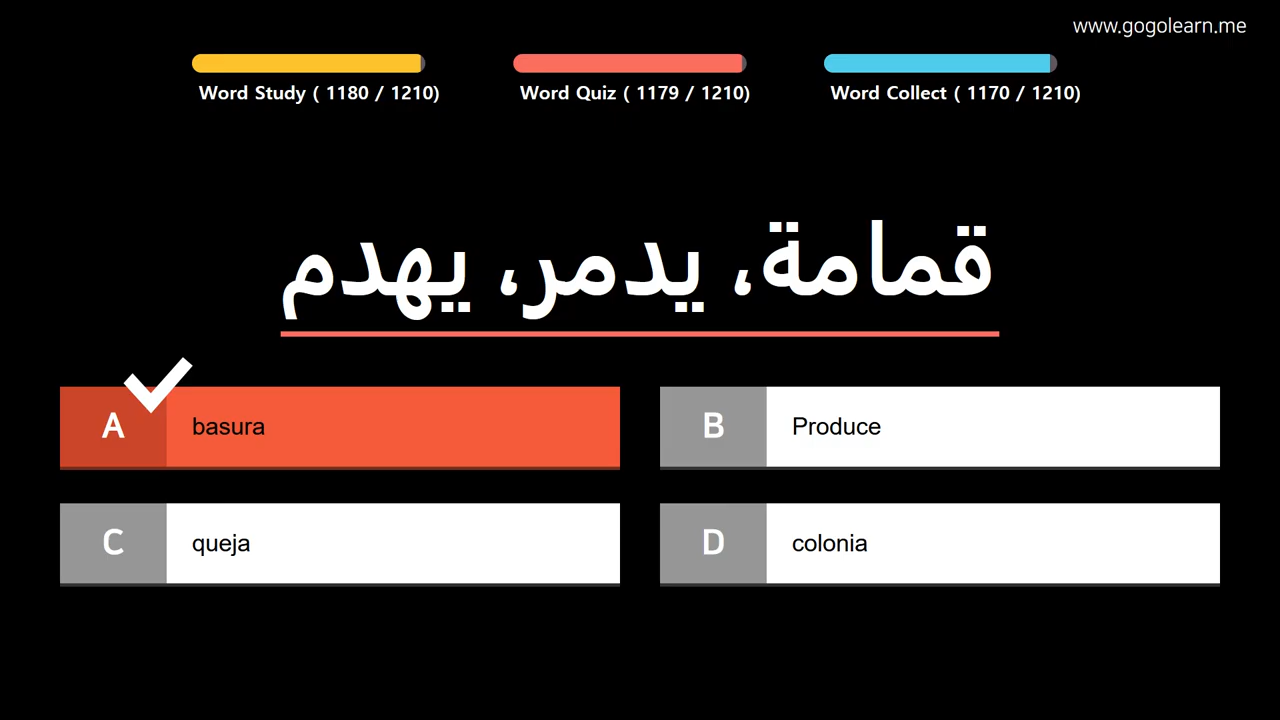 www.gogolearn.me
Word Study ( 1180 / 1210)
Word Quiz ( 1179 / 1210)
Word Collect ( 1170 / 1210)
قمامة، يدمر، يهدم
A basura
B Produce
C queja
D colonia